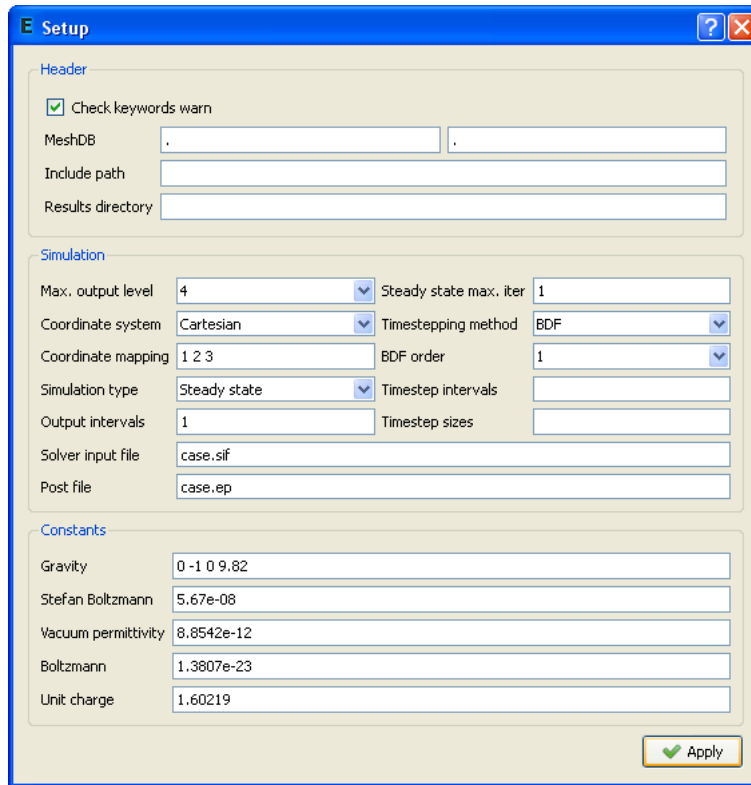 E Setup
Header
Check keywords warn
MeshDB . .
Include path
Results directory
Simulation
Max. output level 4 Steady state max. iter 1
Coordinate system Cartesian Timestepping method BDF
Coordinate mapping 1 2 3 BDF order 1
Simulation type Steady state Timestep intervals
Output intervals 1 Timestep sizes
Solver input file case.sif
Post file case.ep
Constants
Gravity 0 -1 0 9.82
Stefan Boltzmann 5.67e-08
Vacuum permittivity 8.8542e-12
Boltzmann 1.3807e-23
Unit charge 1.60219
Apply